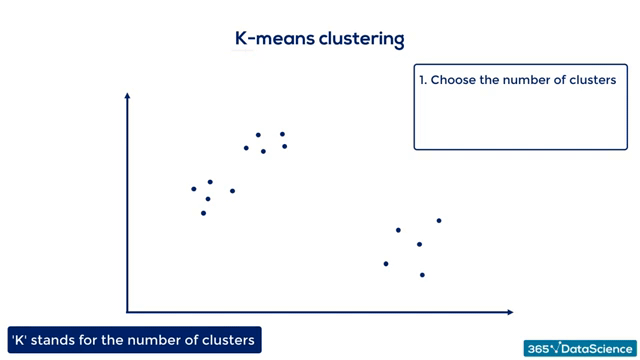 K-means clustering
1. Choose the number of clusters
'K' stands for the number of clusters
365 DataScience